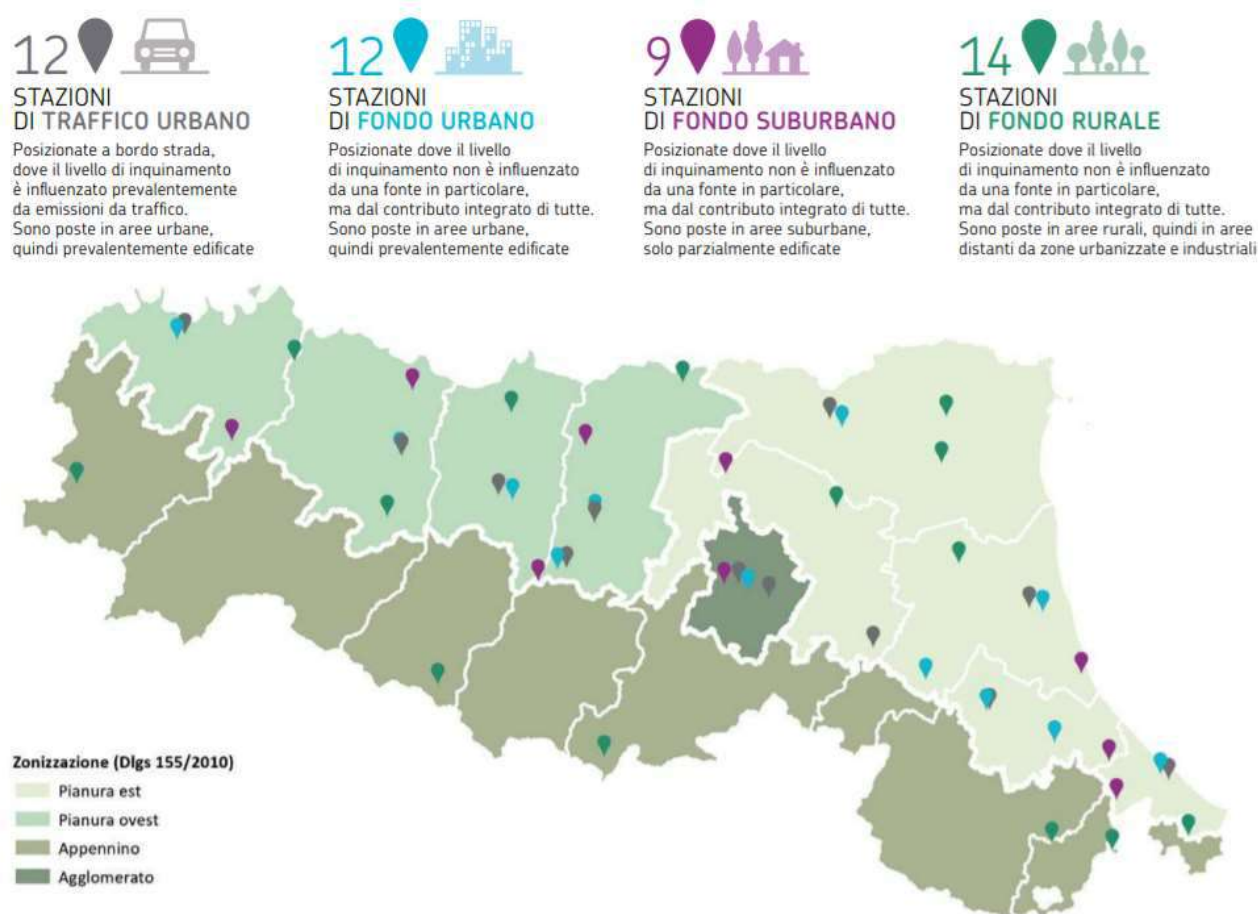 12
STAZIONI
DI TRAFFICO URBANO
Posizionate a bordo strada,
dove il livello di inquinamento
è influenzato prevalentemente
da emissioni da traffico.
Sono poste in aree urbane,
quindi prevalentemente edificate
12
STAZIONI
DI FONDO URBANO
Posizionate dove il livello
di inquinamento non è influenzato
da una fonte in particolare,
ma dal contributo integrato di tutte.
Sono poste in aree urbane,
quindi prevalentemente edificate
9
STAZIONI
DI FONDO SUBURBANO
Posizionate dove il livello
di inquinamento non è influenzato
da una fonte in particolare,
ma dal contributo integrato di tutte.
Sono poste in aree suburbane,
solo parzialmente edificate
14
STAZIONI
DI FONDO RURALE
Posizionate dove il livello
di inquinamento non è influenzato
da una fonte in particolare,
ma dal contributo integrato di tutte.
Sono poste in aree rurali, quindi in aree
distanti da zone urbanizzate e industriali
Zonizzazione (Dlgs 155/2010)
Pianura est
Pianura ovest
Appennino
Agglomerato